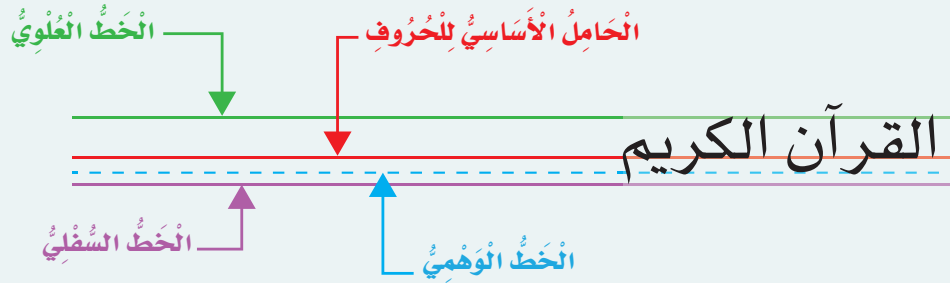 الْحَامِلُ الْأَسَاسِيُّ لِلْحُرُوفِ
الْخَطُّ الْعُلْوِيُّ
القرآن الكريم
الْخَطُّ الْوَهْمِيُّ
الْخَطُّ السُّفْلِيُّ